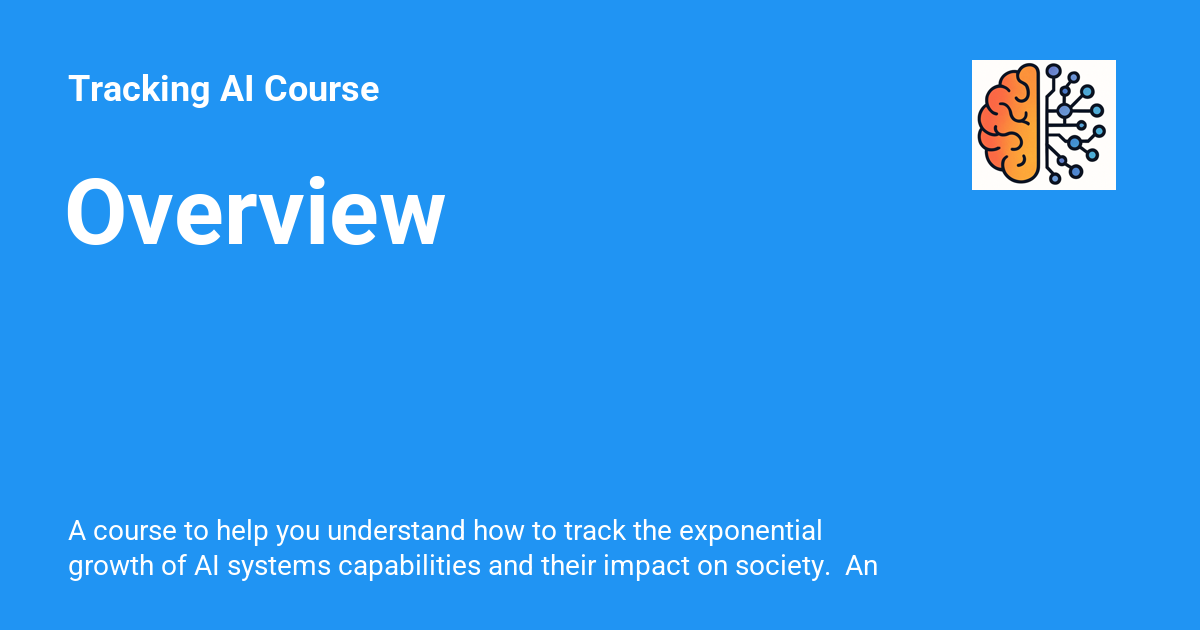 Tracking AI Course
Overview
A course to help you understand how to track the exponential
growth of AI systems capabilities and their impact on society.  An